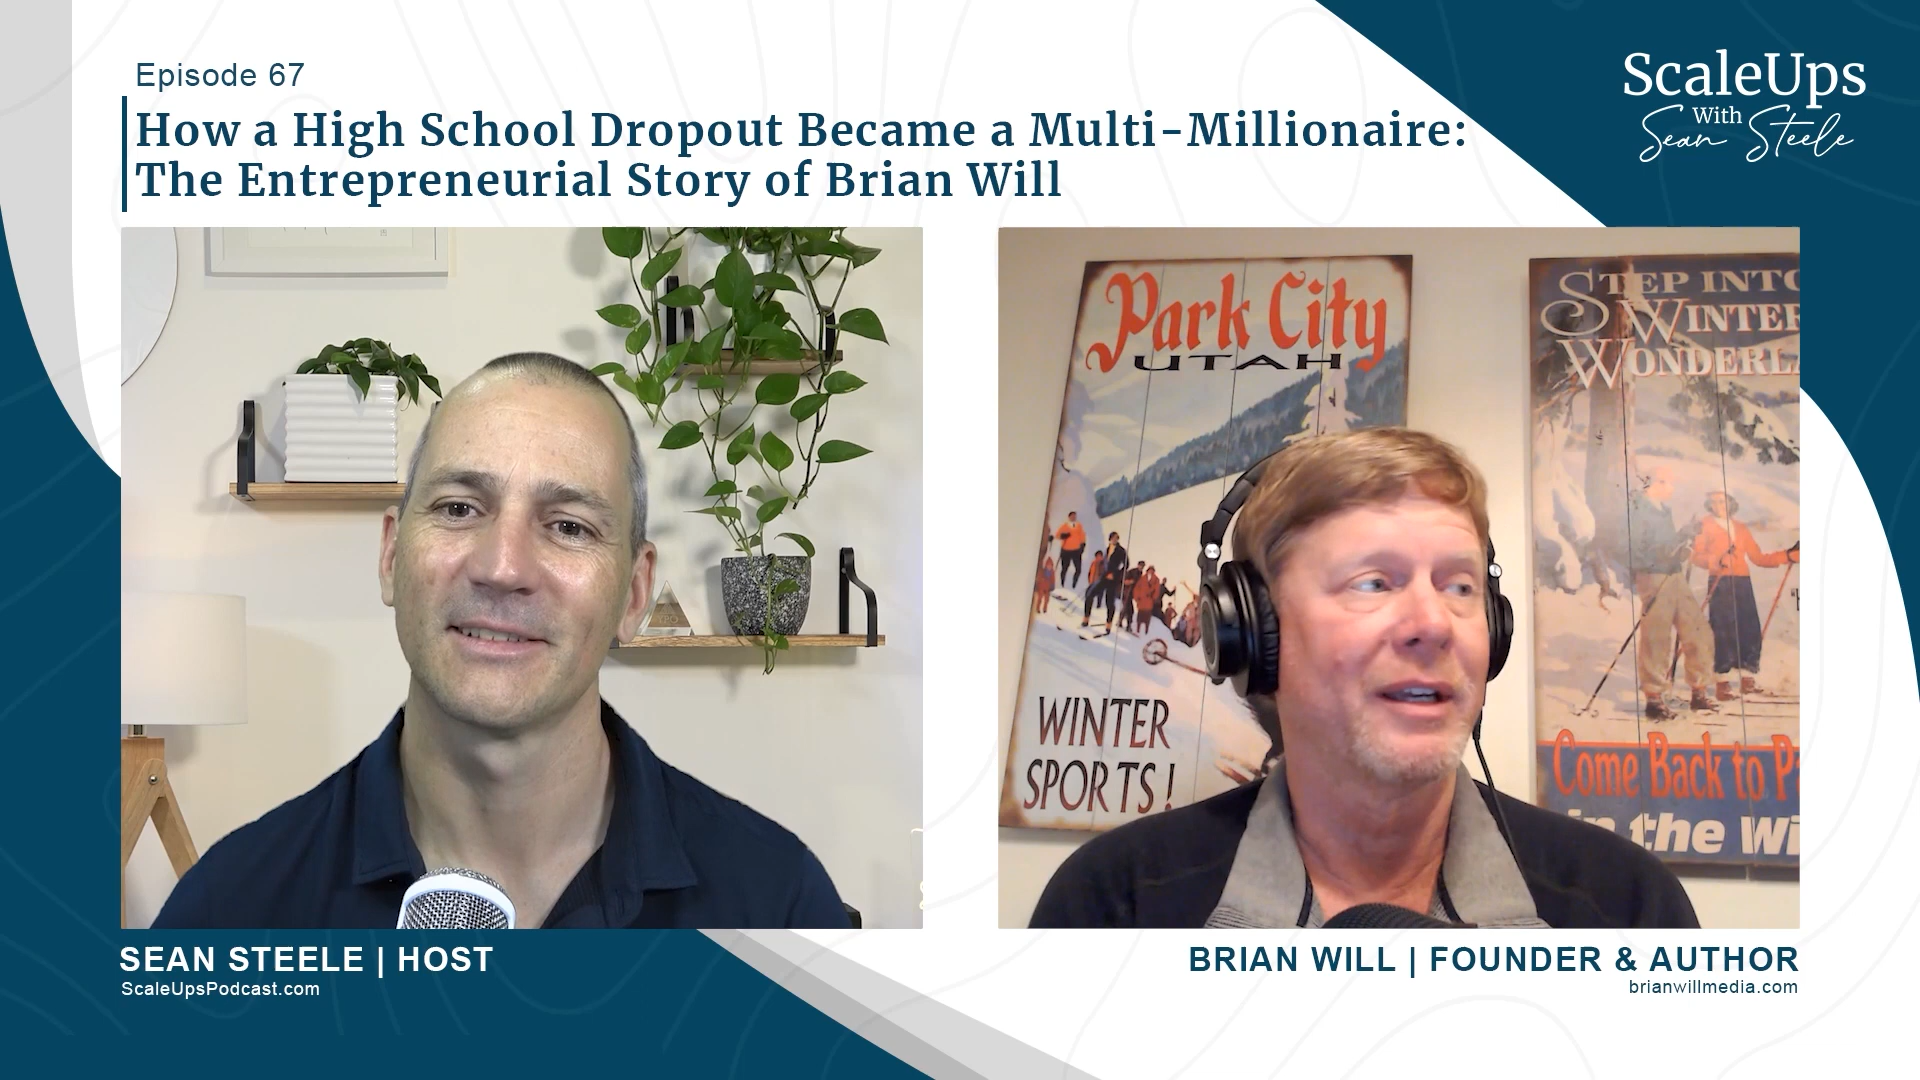 Episode 67
How a High School Dropout Became a Multi-Millionaire:
The Entrepreneurial Story of Brian Will
ScaleUps
With
Sean Steele
Park City
UTAH
WINTER
SPORTS!
STEP INTO
WINTER
WONDERLA
Come Back to Pa
in the Wi
SEAN STEELE | HOST
ScaleUpsPodcast.com
BRIAN WILL | FOUNDER & AUTHOR
brianwillmedia.com